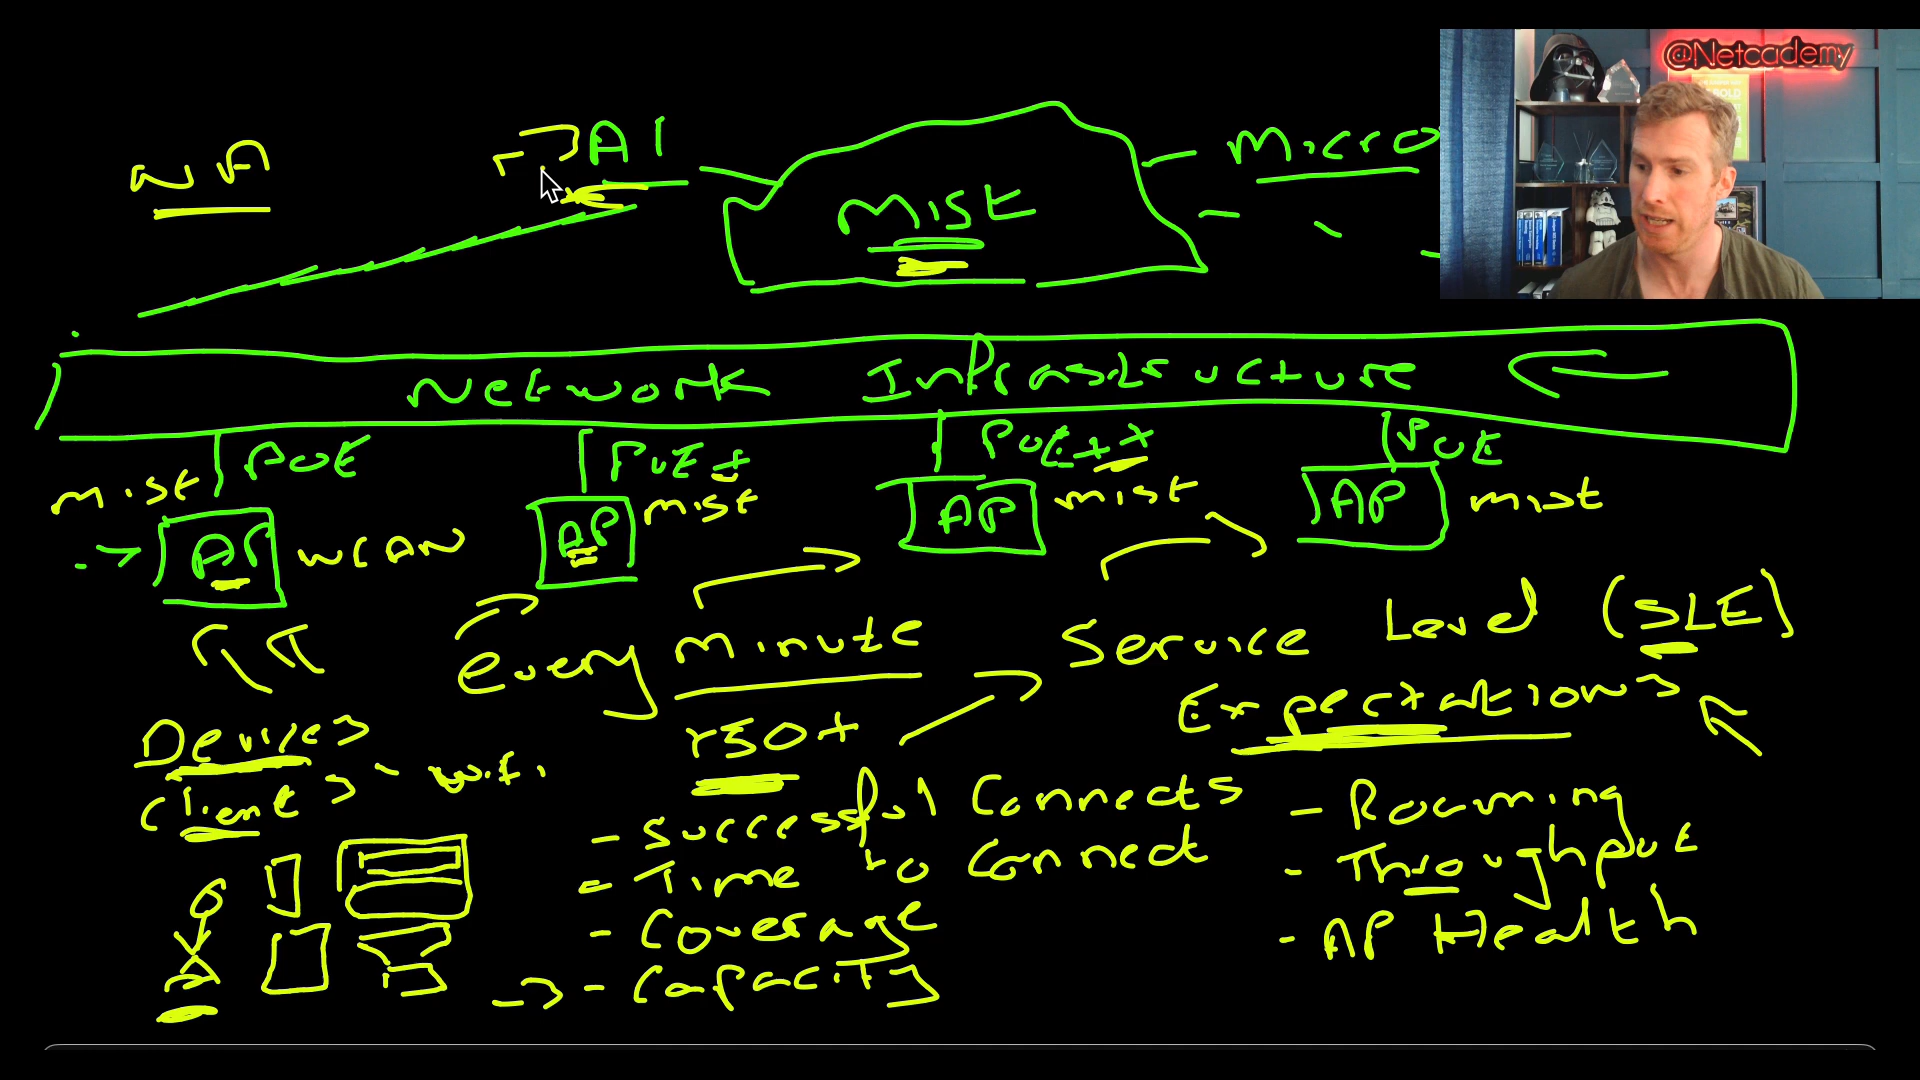 @Netcademy
WA
AI
Mist
Micro
Network Infrastructure
POE
POE+
POE++
POE
Mist
AP
WLAN
AP
Mist
AP
Mist
AP
Mist
every minute
150+
Service Level (SLE)
Expectations
Devices
Clients - Wifi
- Successful Connects
- Time to Connect
- Coverage
- Capacity
- Roaming
- Throughput
- AP Health